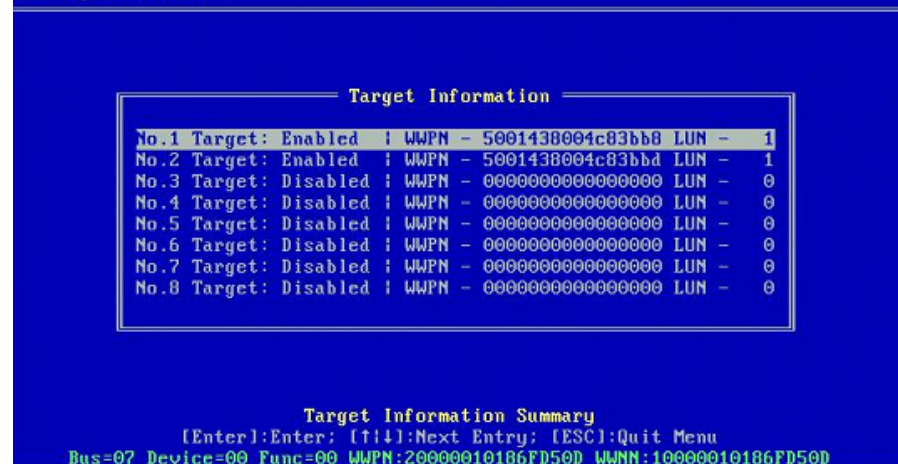 Target Information
No.1 Target: Enabled ¦ WWPN - 5001438004c83bb8 LUN - 1
No.2 Target: Enabled ¦ WWPN - 5001438004c83bbd LUN - 1
No.3 Target: Disabled ¦ WWPN - 0000000000000000 LUN - 0
No.4 Target: Disabled ¦ WWPN - 0000000000000000 LUN - 0
No.5 Target: Disabled ¦ WWPN - 0000000000000000 LUN - 0
No.6 Target: Disabled ¦ WWPN - 0000000000000000 LUN - 0
No.7 Target: Disabled ¦ WWPN - 0000000000000000 LUN - 0
No.8 Target: Disabled ¦ WWPN - 0000000000000000 LUN - 0
Target Information Summary
[Enter]:Enter; [↑¦↓]:Next Entry; [ESC]:Quit Menu
Bus=07 Device=00 Func=00 WWPN:20000010186FD50D WWNN:10000010186FD50D